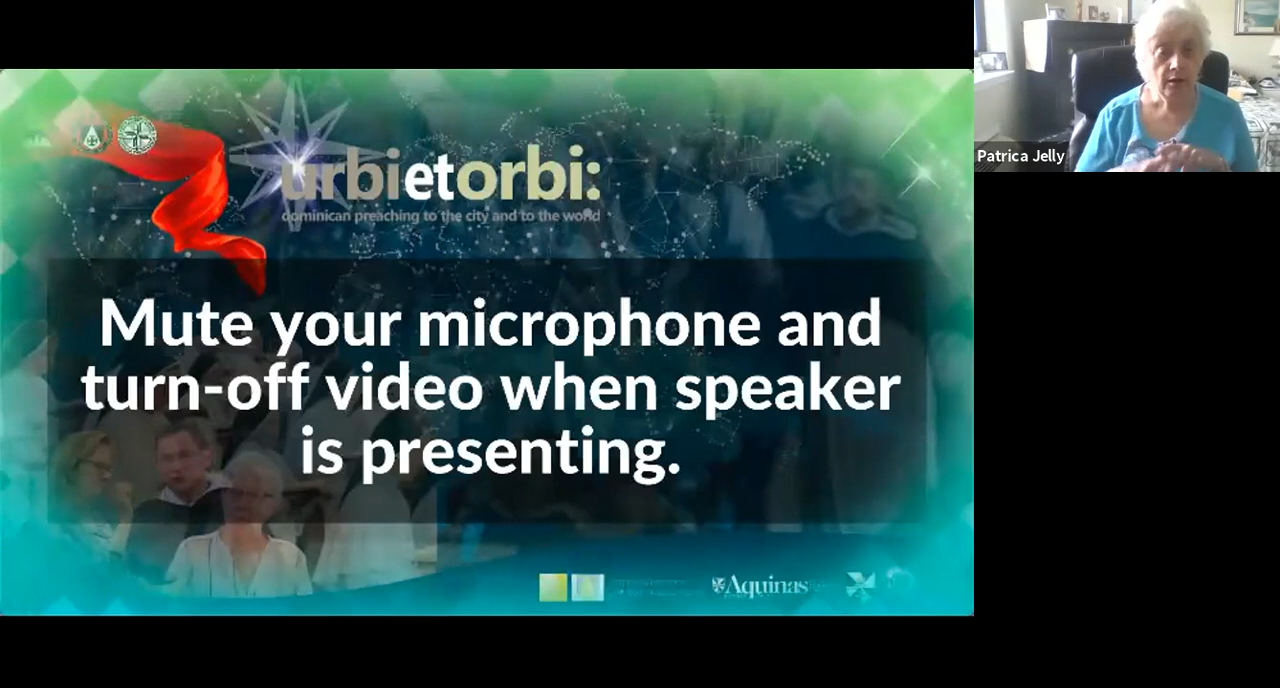 urbietorbi:
dominican preaching to the city and to the world
Mute your microphone and
turn-off video when speaker
is presenting.
Aquinas
Patrica Jelly